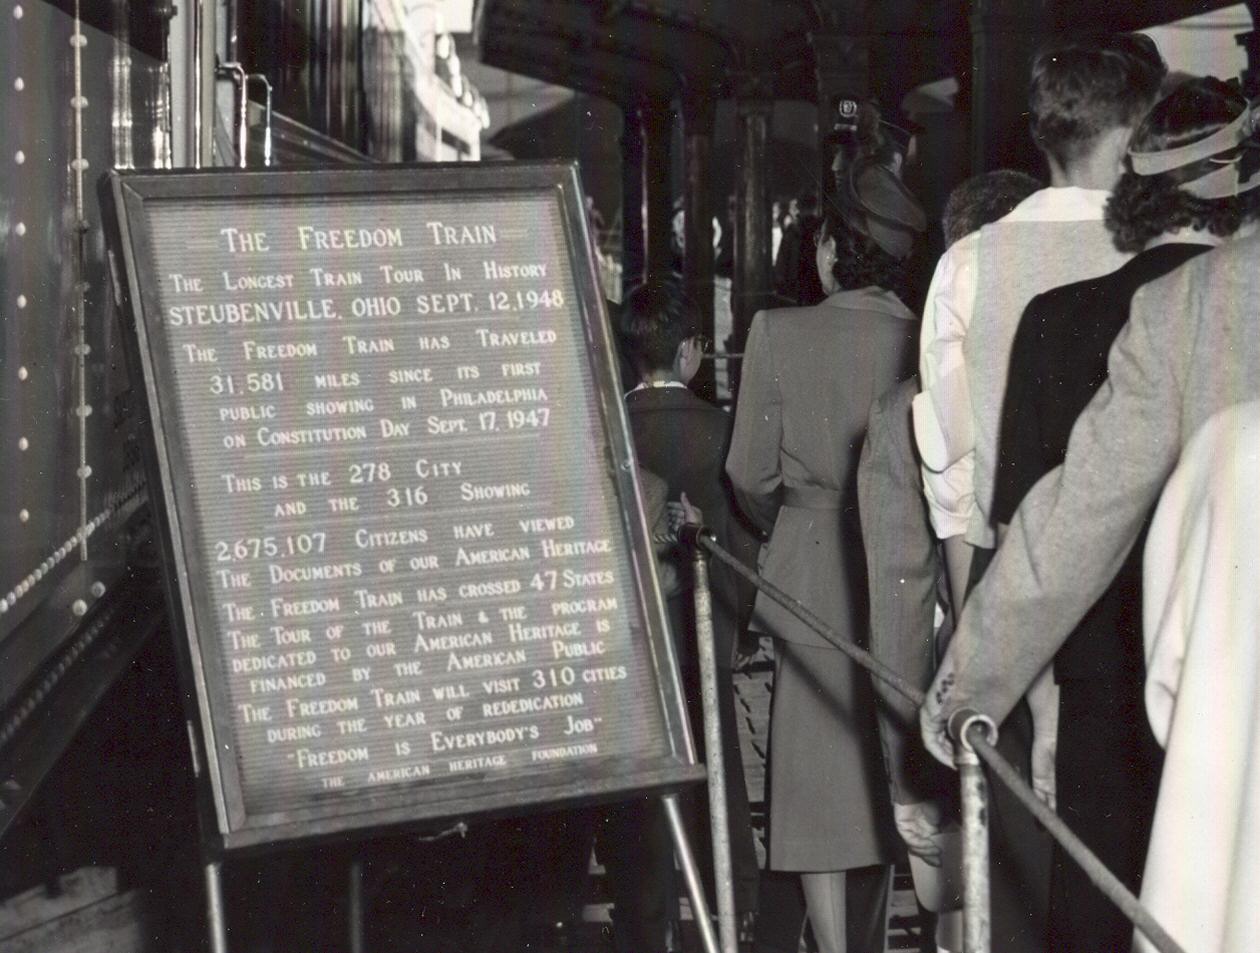 THE FREEDOM TRAIN
THE LONGEST TRAIN TOUR IN HISTORY
STEUBENVILLE, OHIO SEPT. 12,1948
THE FREEDOM TRAIN HAS TRAVELED
31,581 MILES SINCE ITS FIRST
PUBLIC SHOWING IN PHILADELPHIA
ON CONSTITUTION DAY SEPT. 17, 1947
THIS IS THE 278 CITY
AND THE 316 SHOWING
2,675,107 CITIZENS HAVE VIEWED
THE DOCUMENTS OF OUR AMERICAN HERITAGE
THE FREEDOM TRAIN HAS CROSSED 47 STATES
THE TOUR OF THE TRAIN & THE PROGRAM
DEDICATED TO OUR AMERICAN HERITAGE IS
FINANCED BY THE AMERICAN PUBLIC
THE FREEDOM TRAIN WILL VISIT 310 CITIES
DURING THE YEAR OF REDEDICATION
"FREEDOM IS EVERYBODY'S JOB"
THE AMERICAN HERITAGE FOUNDATION